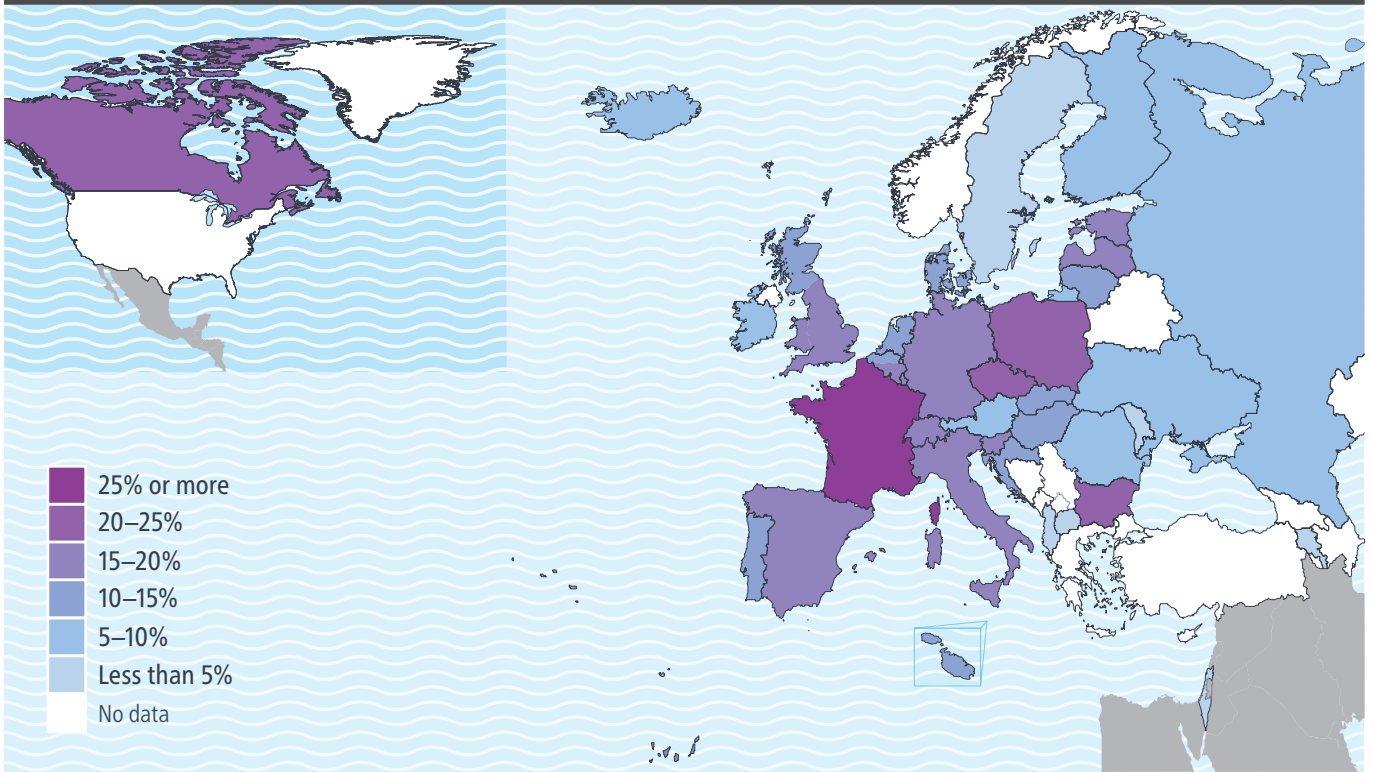 25% or more
20–25%
15–20%
10–15%
5–10%
Less than 5%
No data